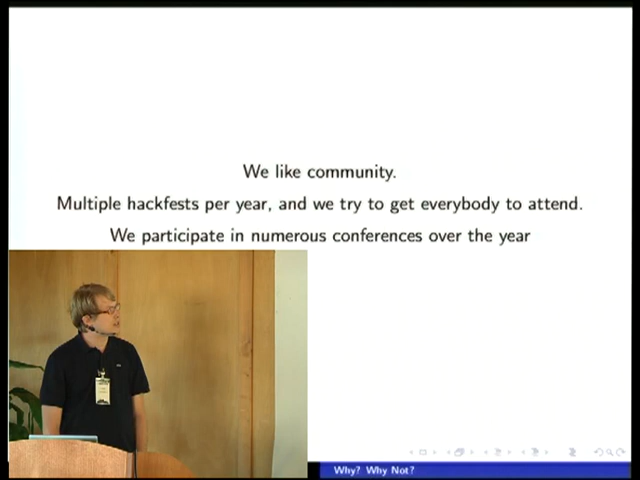 We like community.
Multiple hackfests per year, and we try to get everybody to attend.
We participate in numerous conferences over the year
Why? Why Not?